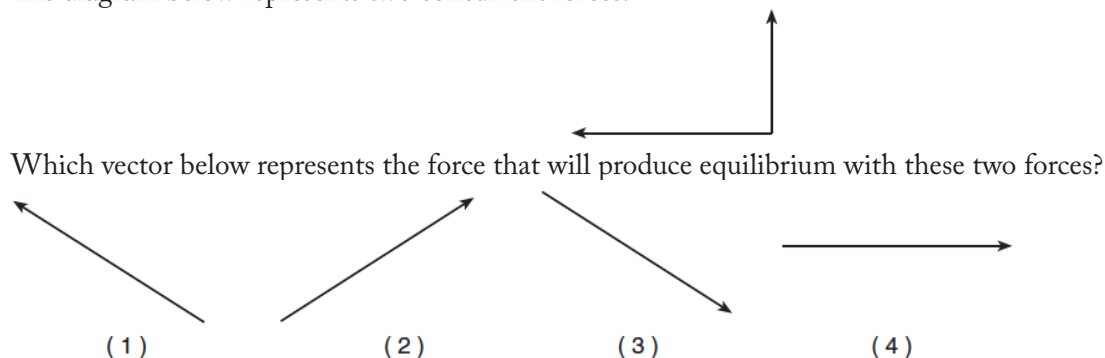 The diagram below represents two concurrent forces.
Which vector below represents the force that will produce equilibrium with these two forces?
( 1 ) ( 2 ) ( 3 ) ( 4 )